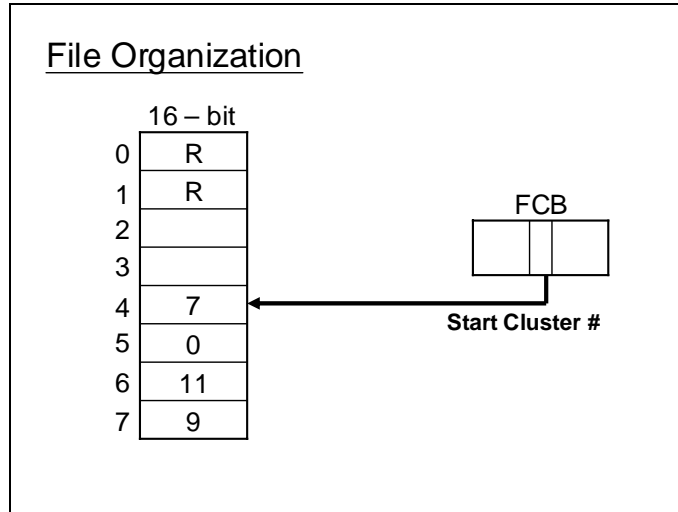 File Organization
16 – bit
0 R
1 R
FCB
2
3
4 7
Start Cluster #
5 0
6 11
7 9